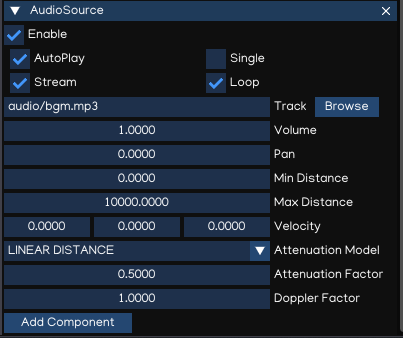 AudioSource
Enable
AutoPlay Single
Stream Loop
audio/bgm.mp3 Track Browse
1.0000 Volume
0.0000 Pan
0.0000 Min Distance
10000.0000 Max Distance
0.0000 0.0000 0.0000 Velocity
LINEAR DISTANCE Attenuation Model
0.5000 Attenuation Factor
1.0000 Doppler Factor
Add Component